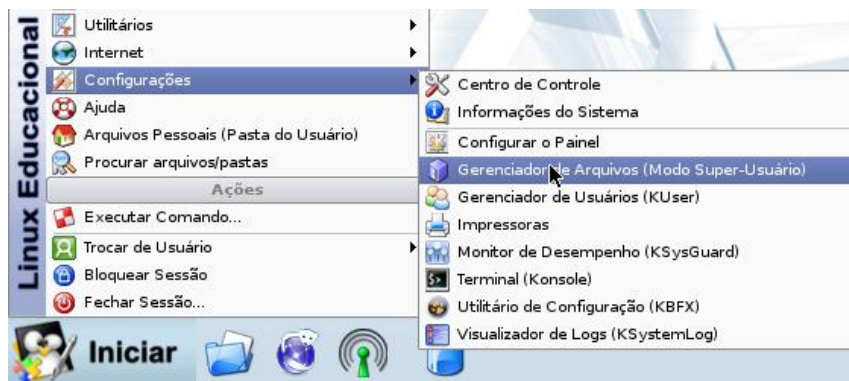 Linux Educacional
Utilitários
Internet
Configurações
Ajuda
Arquivos Pessoais (Pasta do Usuário)
Procurar arquivos/pastas
Ações
Executar Comando...
Trocar de Usuário
Bloquear Sessão
Fechar Sessão...
Centro de Controle
Informações do Sistema
Configurar o Painel
Gerenciador de Arquivos (Modo Super-Usuário)
Gerenciador de Usuários (KUser)
Impressoras
Monitor de Desempenho (KSysGuard)
Terminal (Konsole)
Utilitário de Configuração (KBFX)
Visualizador de Logs (KSystemLog)
Iniciar